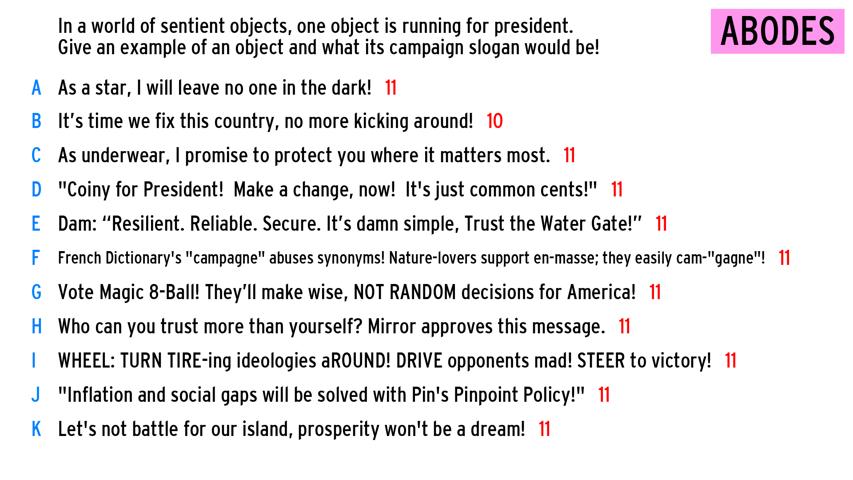 In a world of sentient objects, one object is running for president.
Give an example of an object and what its campaign slogan would be!
ABODES
A As a star, I will leave no one in the dark! 11
B It's time we fix this country, no more kicking around! 10
C As underwear, I promise to protect you where it matters most. 11
D "Coiny for President!  Make a change, now!  It's just common cents!" 11
E Dam: “Resilient. Reliable. Secure. It’s damn simple, Trust the Water Gate!” 11
F French Dictionary's "campagne" abuses synonyms! Nature-lovers support en-masse; they easily cam-"gagne"! 11
G Vote Magic 8-Ball! They’ll make wise, NOT RANDOM decisions for America! 11
H Who can you trust more than yourself? Mirror approves this message. 11
I WHEEL: TURN TIRE-ing ideologies aROUND! DRIVE opponents mad! STEER to victory! 11
J "Inflation and social gaps will be solved with Pin's Pinpoint Policy!" 11
K Let's not battle for our island, prosperity won't be a dream! 11